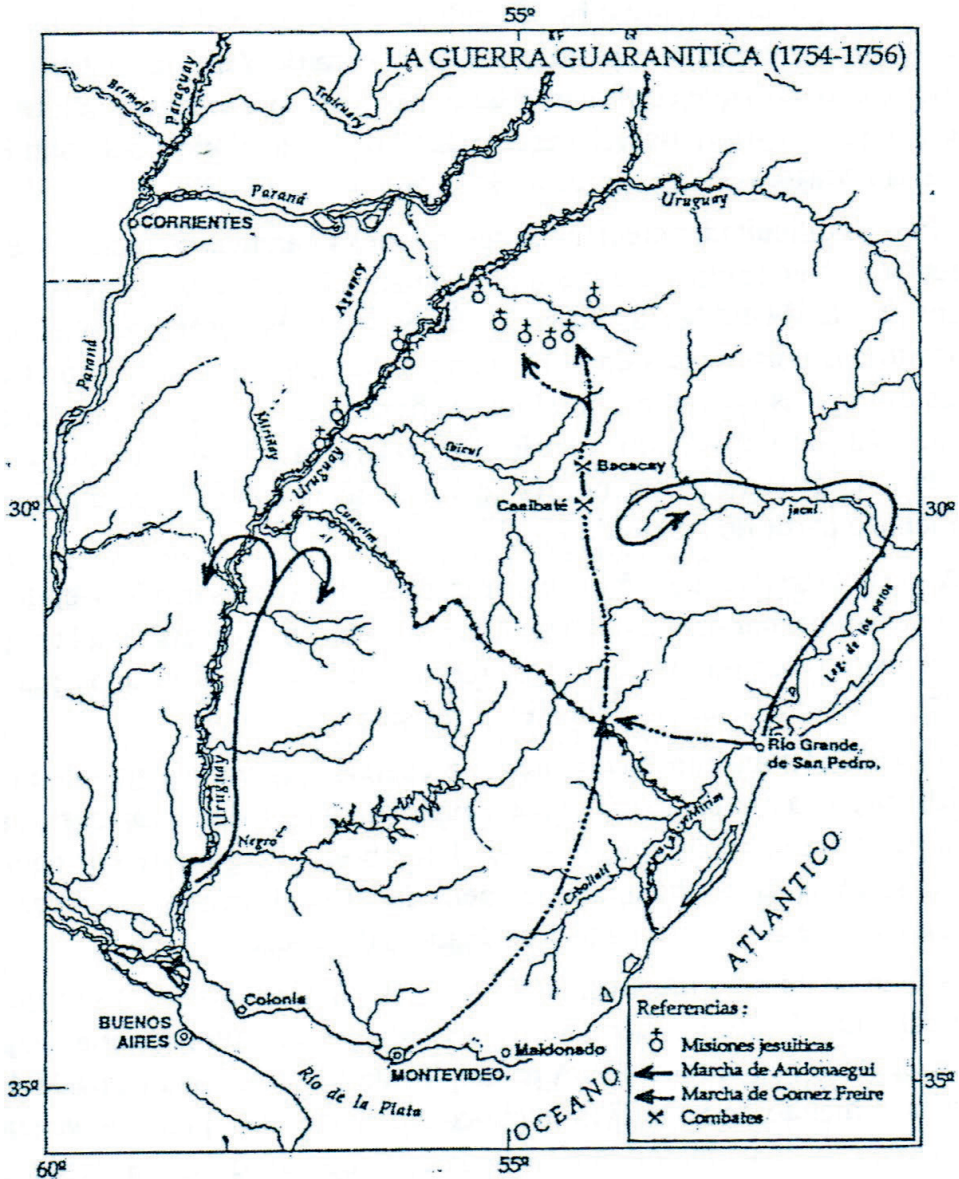 55º
LA GUERRA GUARANITICA (1754-1756)
Bermejo
Paraguay
Tebicuary
Paraná
Uruguay
CORRIENTES
Aguapey
Paraná
Miriñay
Ibicuí
Uruguay
Bacacay
Caaibaté
30º
30º
Cuareim
Jacuí
Lag. de los patos
Río Grande
de San Pedro,
Uruguay
Negro
Cebollatí
ATLANTICO
Colonia
BUENOS
AIRES
Maldonado
MONTEVIDEO,
Río de la Plata
OCEANO
Referencias:
Misiones jesuíticas
Marcha de Andonaegui
Marcha de Gomez Freire
Combates
35º
35º
60º
55º